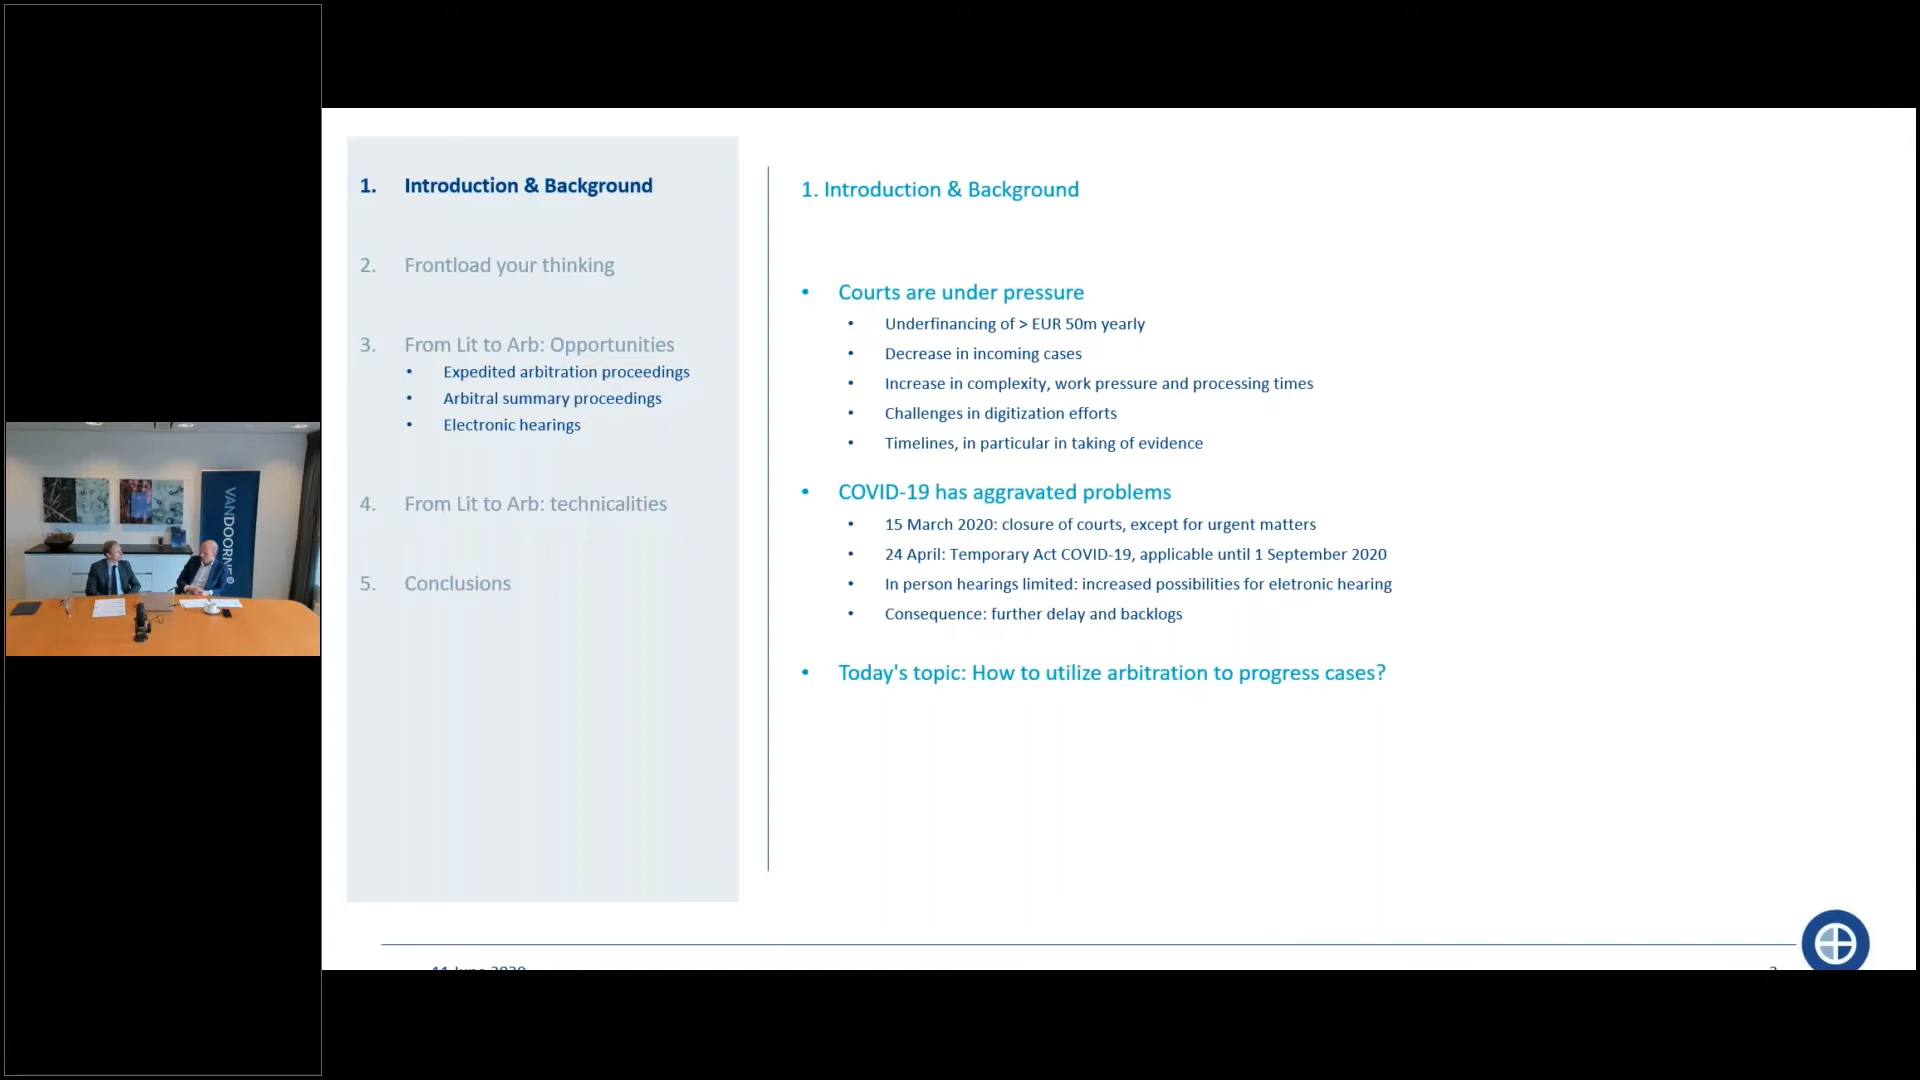 1. Introduction & Background
2. Frontload your thinking
3. From Lit to Arb: Opportunities
• Expedited arbitration proceedings
• Arbitral summary proceedings
• Electronic hearings
4. From Lit to Arb: technicalities
5. Conclusions
1. Introduction & Background
• Courts are under pressure
• Underfinancing of > EUR 50m yearly
• Decrease in incoming cases
• Increase in complexity, work pressure and processing times
• Challenges in digitization efforts
• Timelines, in particular in taking of evidence
• COVID-19 has aggravated problems
• 15 March 2020: closure of courts, except for urgent matters
• 24 April: Temporary Act COVID-19, applicable until 1 September 2020
• In person hearings limited: increased possibilities for eletronic hearing
• Consequence: further delay and backlogs
• Today's topic: How to utilize arbitration to progress cases?
VANDOORNE
11 June 2020